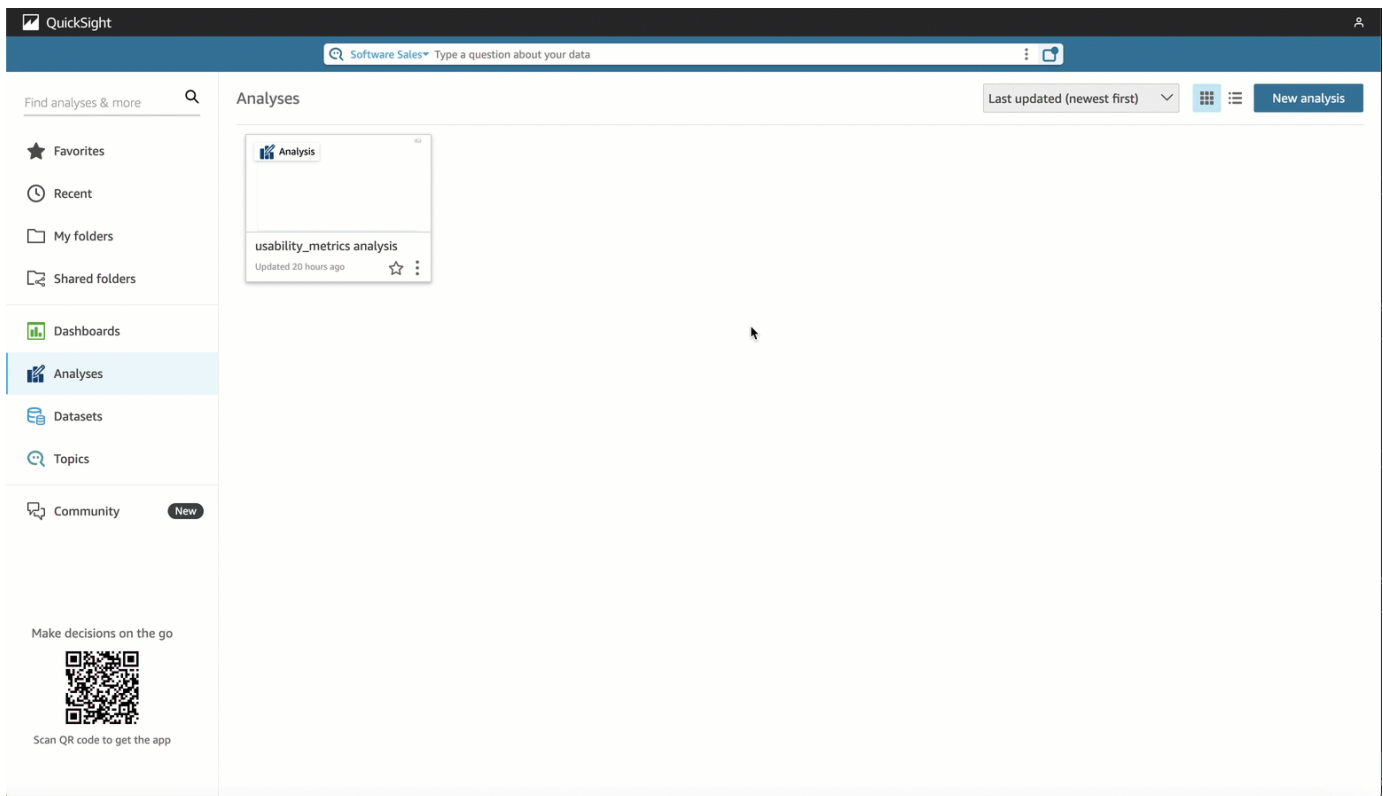 QuickSight
Software Sales Type a question about your data
Find analyses & more
Analyses
Last updated (newest first)
New analysis
Favorites
Recent
My folders
Shared folders
Dashboards
Analyses
Datasets
Topics
Community New
Analysis
usability_metrics analysis
Updated 20 hours ago
Make decisions on the go
Scan QR code to get the app